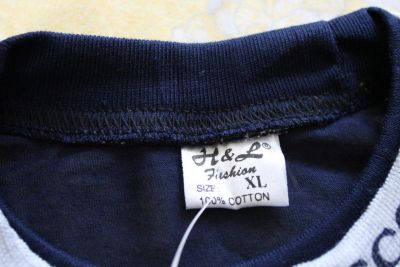 H&L®
Fashion
SIZE XL
100% COTTON